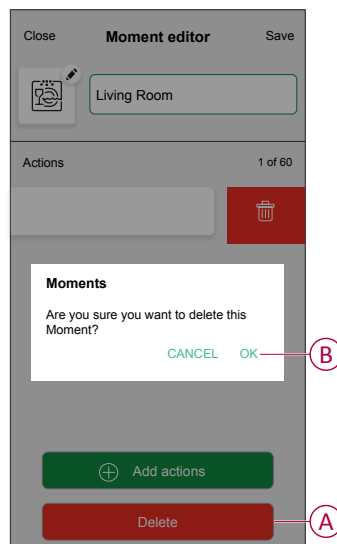 Close Moment editor Save
Living Room
Actions 1 of 60
Moments
Are you sure you want to delete this
Moment?
CANCEL OK
B
Add actions
Delete
A